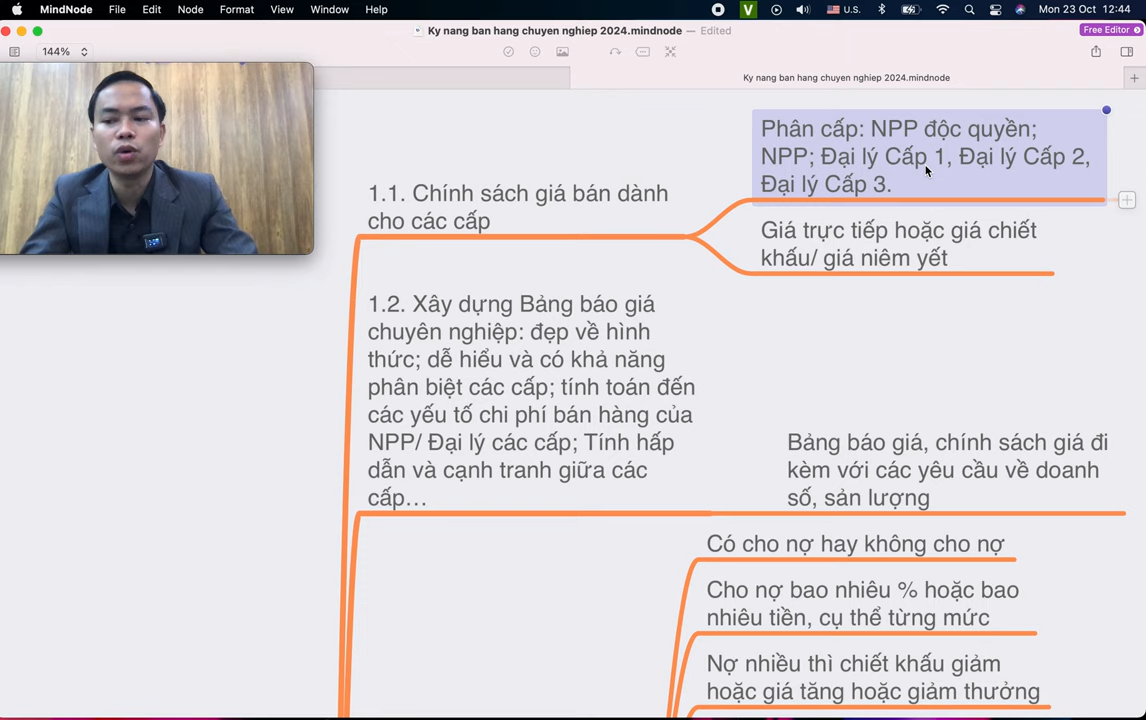 MindNode File Edit Node Format View Window Help V U.S. Mon 23 Oct 12:44
Ky nang ban hang chuyen nghiep 2024.mindnode — Edited
Free Editor
144%
Ky nang ban hang chuyen nghiep 2024.mindnode
Phân cấp: NPP độc quyền;
NPP; Đại lý Cấp 1, Đại lý Cấp 2,
Đại lý Cấp 3.
1.1. Chính sách giá bán dành
cho các cấp
Giá trực tiếp hoặc giá chiết
khấu/ giá niêm yết
1.2. Xây dựng Bảng báo giá
chuyên nghiệp: đẹp về hình
thức; dễ hiểu và có khả năng
phân biệt các cấp; tính toán đến
các yếu tố chi phí bán hàng của
NPP/ Đại lý các cấp; Tính hấp
dẫn và cạnh tranh giữa các
cấp…
Bảng báo giá, chính sách giá đi
kèm với các yêu cầu về doanh
số, sản lượng
Có cho nợ hay không cho nợ
Cho nợ bao nhiêu % hoặc bao
nhiêu tiền, cụ thể từng mức
Nợ nhiều thì chiết khấu giảm
hoặc giá tăng hoặc giảm thưởng